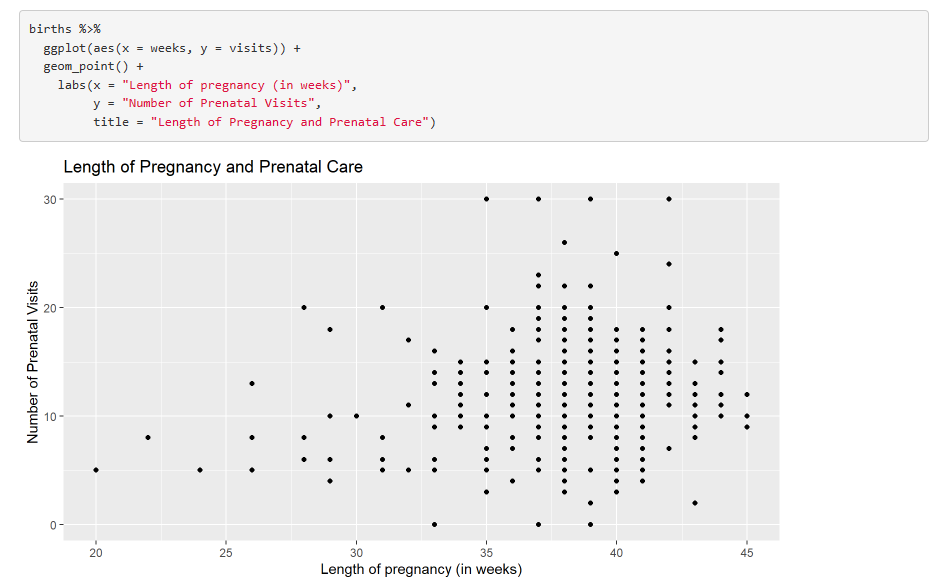 births %>%
  ggplot(aes(x = weeks, y = visits)) +
  geom_point() +
    labs(x = "Length of pregnancy (in weeks)",
         y = "Number of Prenatal Visits",
         title = "Length of Pregnancy and Prenatal Care")
Length of Pregnancy and Prenatal Care
Number of Prenatal Visits
30
20
10
0
20 25 30 35 40 45
Length of pregnancy (in weeks)